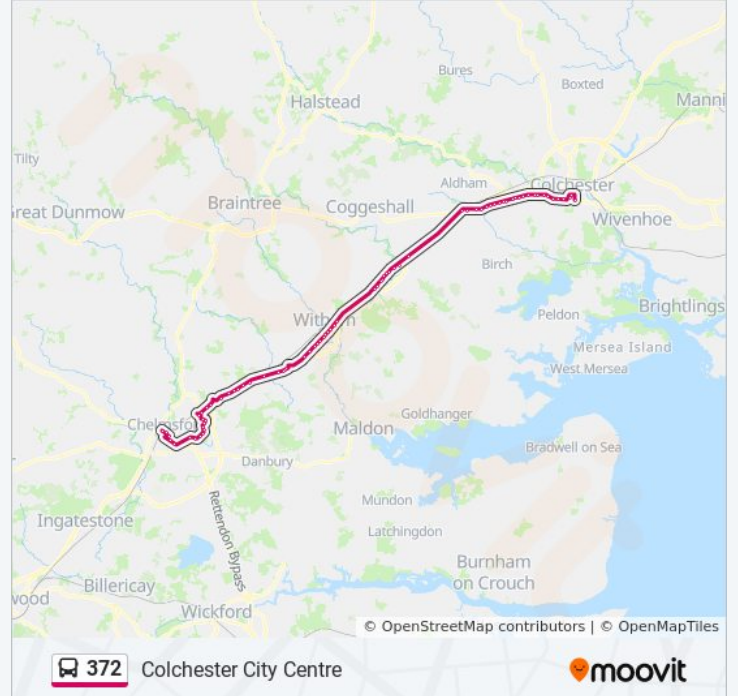 Bures
Boxted
Halstead
Manni
Tilty
Aldham
Colchester
Braintree
Coggeshall
Great Dunmow
Wivenhoe
Birch
Brightlings
Peldon
Witham
Mersea Island
West Mersea
Goldhanger
Chelmsford
Maldon
Bradwell on Sea
Danbury
Rettendon Bypass
Mundon
Ingatestone
Latchingdon
Burnham
on Crouch
Billericay
wood
Wickford
© OpenStreetMap contributors | © OpenMapTiles
372 Colchester City Centre
moovit